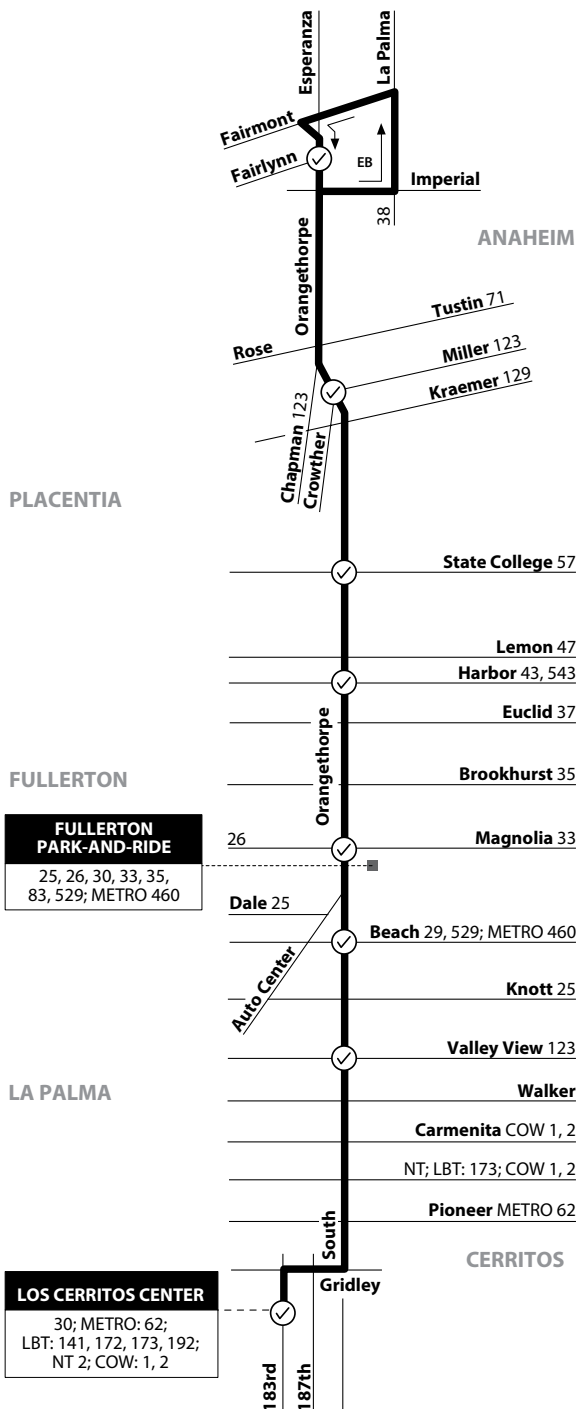 Esperanza
La Palma
Fairmont
Fairlynn
EB
Imperial
38
ANAHEIM
Orangethorpe
Tustin 71
Rose
Miller 123
Kraemer 129
Chapman 123
Crowther
PLACENTIA
State College 57
Lemon 47
Harbor 43, 543
Euclid 37
Orangethorpe
FULLERTON
Brookhurst 35
FULLERTON
PARK-AND-RIDE
25, 26, 30, 33, 35,
83, 529; METRO 460
26
Magnolia 33
Dale 25
Beach 29, 529; METRO 460
Auto Center
Knott 25
Valley View 123
LA PALMA
Walker
Carmenita COW 1, 2
NT; LBT: 173; COW 1, 2
Pioneer METRO 62
South
CERRITOS
Gridley
LOS CERRITOS CENTER
30; METRO: 62;
LBT: 141, 172, 173, 192;
NT 2; COW: 1, 2
183rd
187th